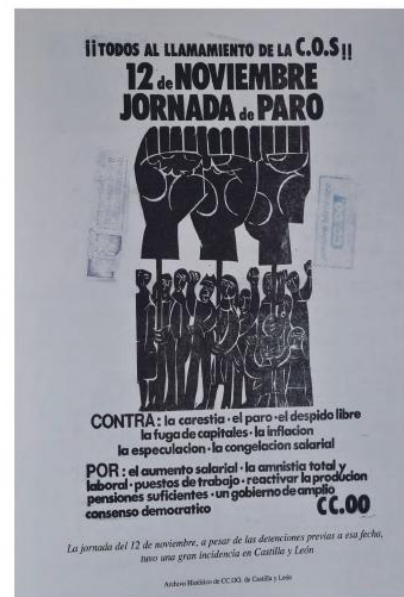 ¡¡TODOS AL LLAMAMIENTO DE LA C.O.S!!
12 de NOVIEMBRE
JORNADA de PARO
CC.OO.
CONTRA: la carestia · el paro · el despido libre
la fuga de capitales · la inflacion
la especulacion · la congelacion salarial
POR: el aumento salarial · la amnistia total y
laboral · puestos de trabajo · reactivar la producion
pensiones suficientes · un gobierno de amplio
consenso democratico
CC.OO
La jornada del 12 de noviembre, a pesar de las detenciones previas a esa fecha,
tuvo una gran incidencia en Castilla y León
Archivo Histórico de CC.OO. de Castilla y León